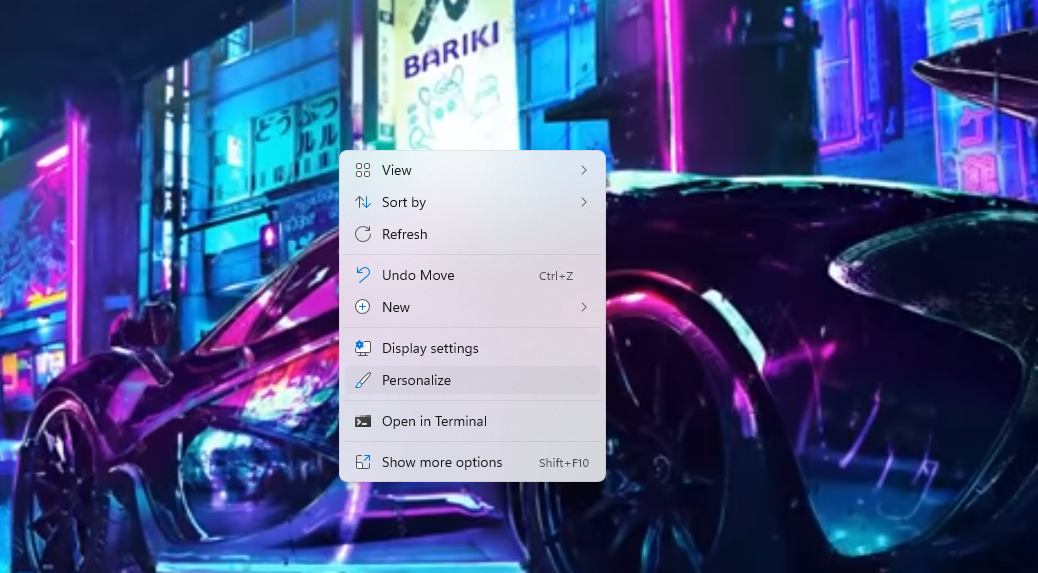 BARIKI
どうぶつ
ルル
View
Sort by
Refresh
Undo Move Ctrl+Z
New
Display settings
Personalize
Open in Terminal
Show more options Shift+F10